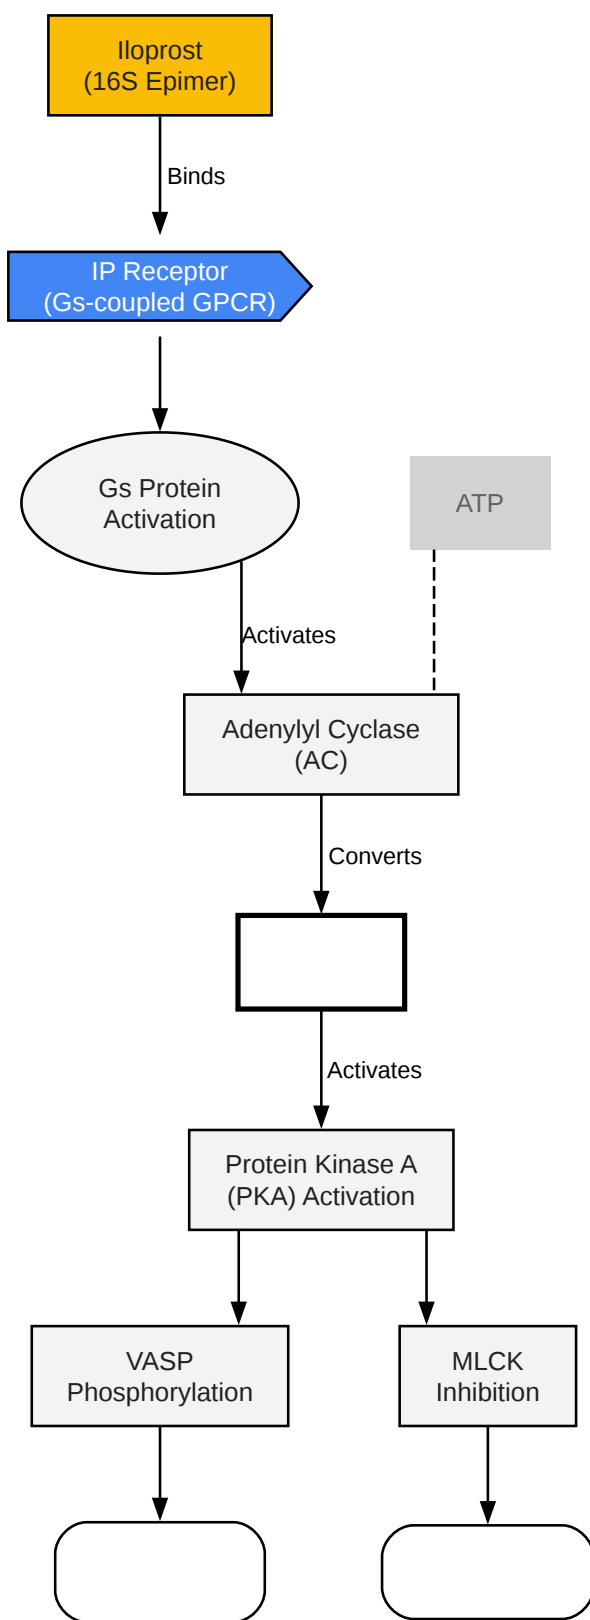 Iloprost
(16S Epimer)
Binds
IP Receptor
(Gs-coupled GPCR)
Gs Protein
Activation
ATP
Activates
Adenylyl Cyclase
(AC)
Converts
Activates
Protein Kinase A
(PKA) Activation
VASP
Phosphorylation
MLCK
Inhibition